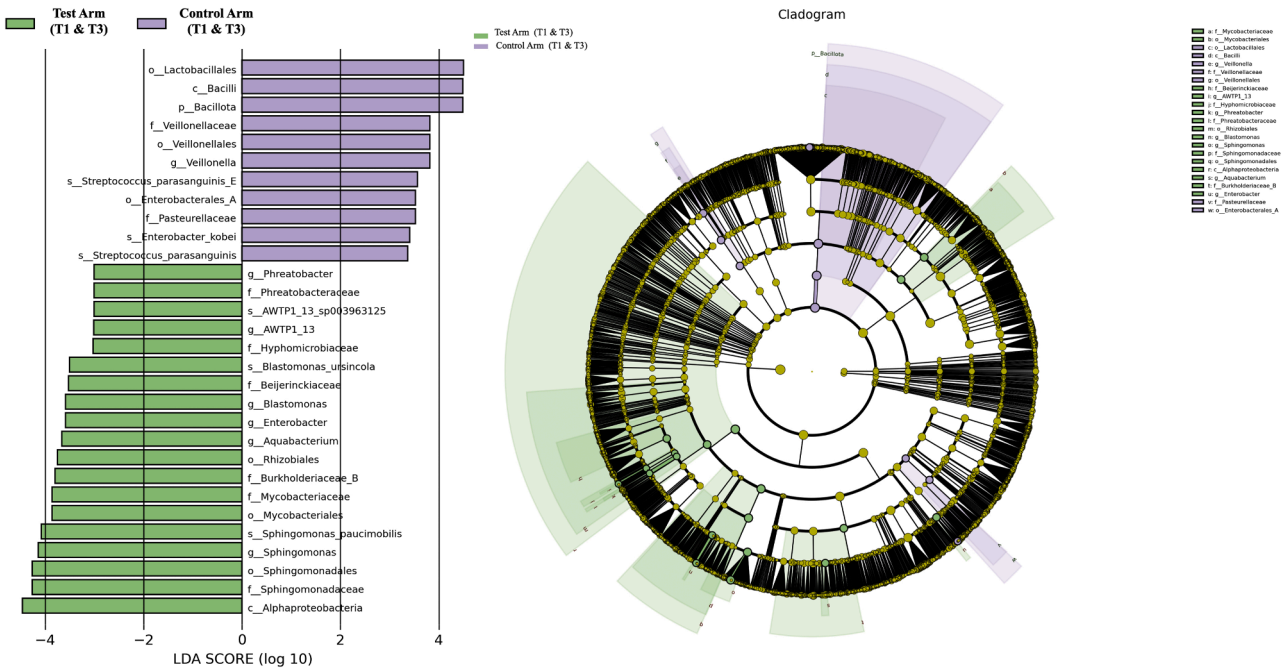 Test Arm
(T1 & T3)
Control Arm
(T1 & T3)
o__Lactobacillales
c__Bacilli
p__Bacillota
f__Veillonellaceae
o__Veillonellales
g__Veillonella
s__Streptococcus_parasanguinis_E
o__Enterobacterales_A
f__Pasteurellaceae
s__Enterobacter_kobei
s__Streptococcus_parasanguinis
g__Phreatobacter
f__Phreatobacteraceae
s__AWTP1_13_sp003963125
g__AWTP1_13
f__Hyphomicrobiaceae
s__Blastomonas_ursincola
f__Beijerinckiaceae
g__Blastomonas
g__Enterobacter
g__Aquabacterium
o__Rhizobiales
f__Burkholderiaceae_B
f__Mycobacteriaceae
o__Mycobacteriales
s__Sphingomonas_paucimobilis
g__Sphingomonas
o__Sphingomonadales
f__Sphingomonadaceae
c__Alphaproteobacteria
−4 −2 0 2 4
LDA SCORE (log 10)
Cladogram
Test Arm (T1 & T3)
Control Arm (T1 & T3)
p__Bacillota
d
c
a: f__Mycobacteriaceae
b: o__Mycobacteriales
c: o__Lactobacillales
d: c__Bacilli
e: g__Veillonella
f: f__Veillonellaceae
g: o__Veillonellales
h: f__Beijerinckiaceae
i: g__AWTP1_13
j: f__Hyphomicrobiaceae
k: g__Phreatobacter
l: f__Phreatobacteraceae
m: o__Rhizobiales
n: g__Blastomonas
o: g__Sphingomonas
p: f__Sphingomonadaceae
q: o__Sphingomonadales
r: c__Alphaproteobacteria
s: g__Aquabacterium
t: f__Burkholderiaceae_B
u: g__Enterobacter
v: f__Pasteurellaceae
w: o__Enterobacterales_A